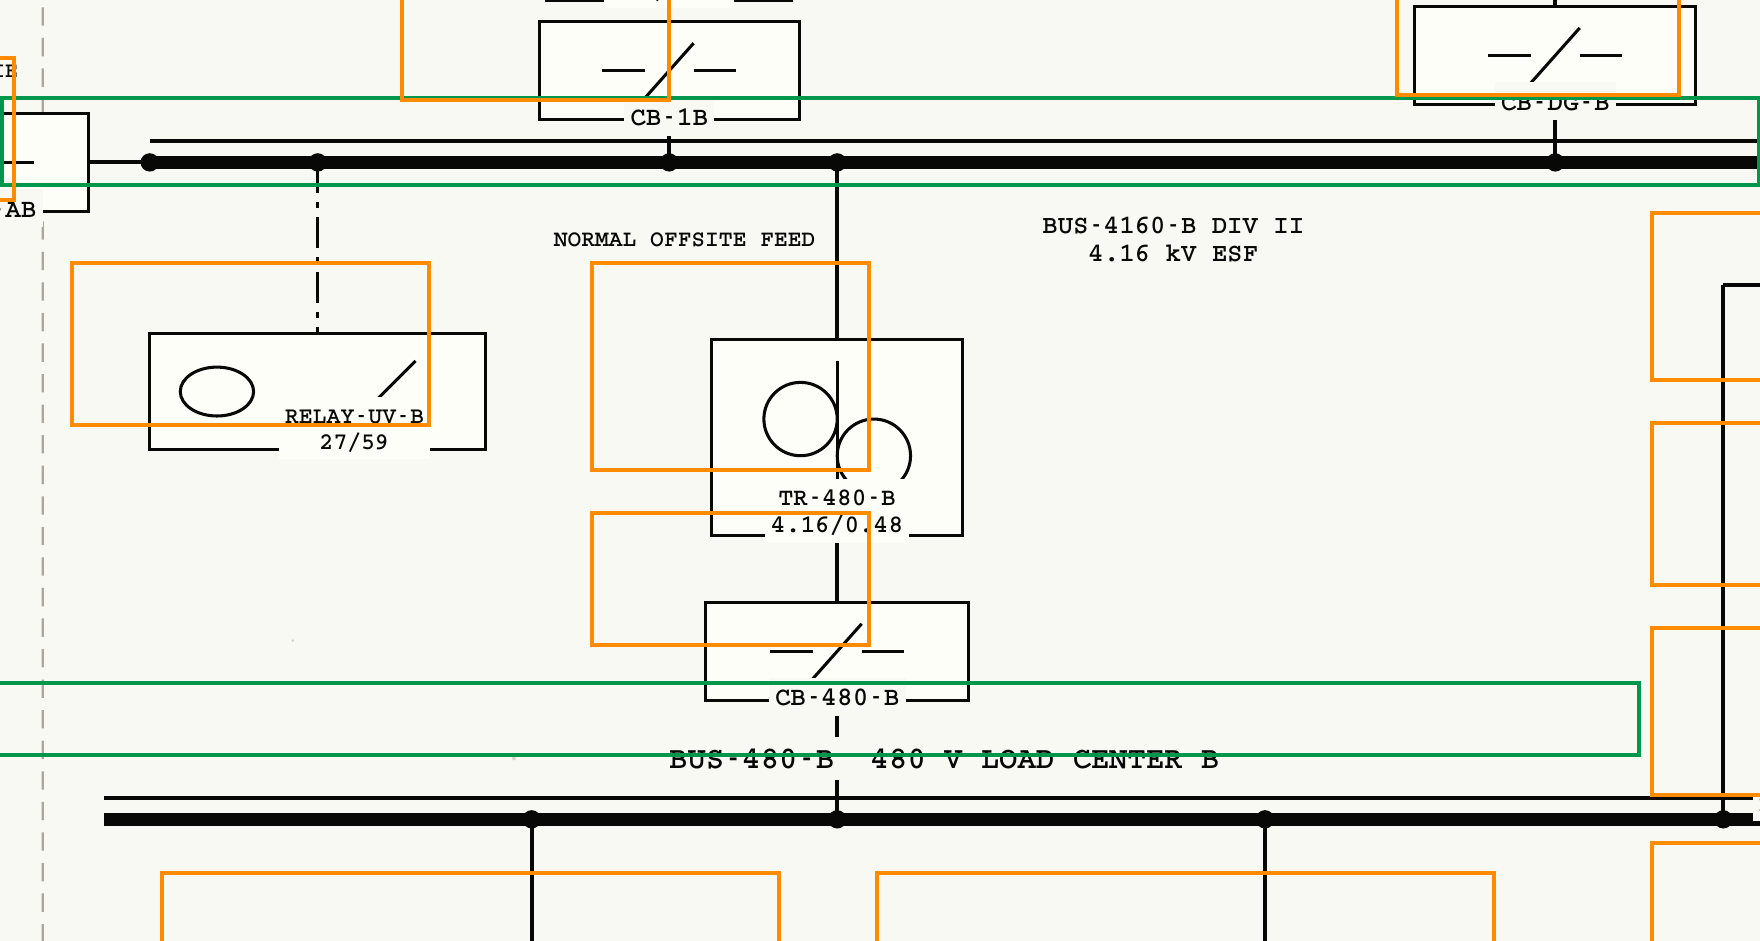 CB-1B
CB-DG-B
AB
NORMAL OFFSITE FEED
BUS-4160-B DIV II
4.16 kV ESF
RELAY-UV-B
27/59
TR-480-B
4.16/0.48
CB-480-B
BUS-480-B 480 V LOAD CENTER B